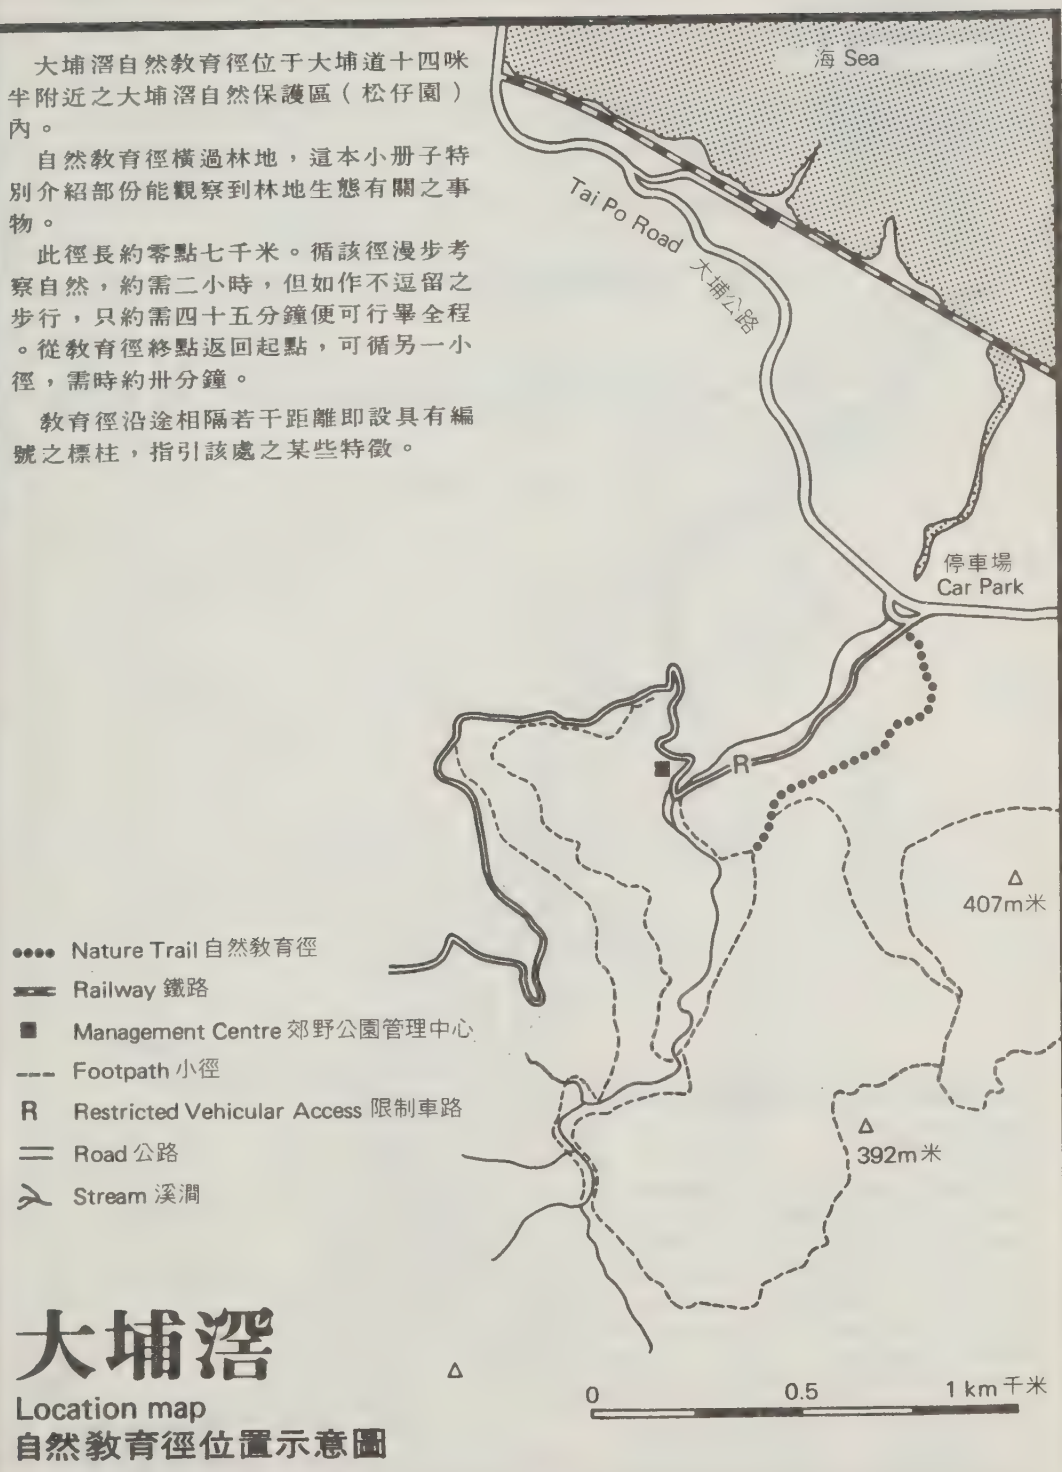 大埔滘自然敎育徑位于大埔道十四咪
半附近之大埔滘自然保護區（松仔園）
內。
自然敎育徑橫過林地，這本小册子特
別介紹部份能觀察到林地生態有關之事
物。
此徑長約零點七千米。循該徑漫步考
察自然，約需二小時，但如作不逗留之
步行，只約需四十五分鐘便可行畢全程
。從敎育徑終點返回起點，可循另一小
徑，需時約卅分鐘。
敎育徑沿途相隔若干距離即設具有編
號之標柱，指引該處之某些特徵。
海 Sea
Tai Po Road 大埔公路
停車場
Car Park
R
407m米
392m米
Nature Trail 自然敎育徑
Railway 鐵路
Management Centre 郊野公園管理中心
Footpath 小徑
R Restricted Vehicular Access 限制車路
Road 公路
Stream 溪澗
大埔滘
Location map
自然敎育徑位置示意圖
0 0.5 1 km 千米